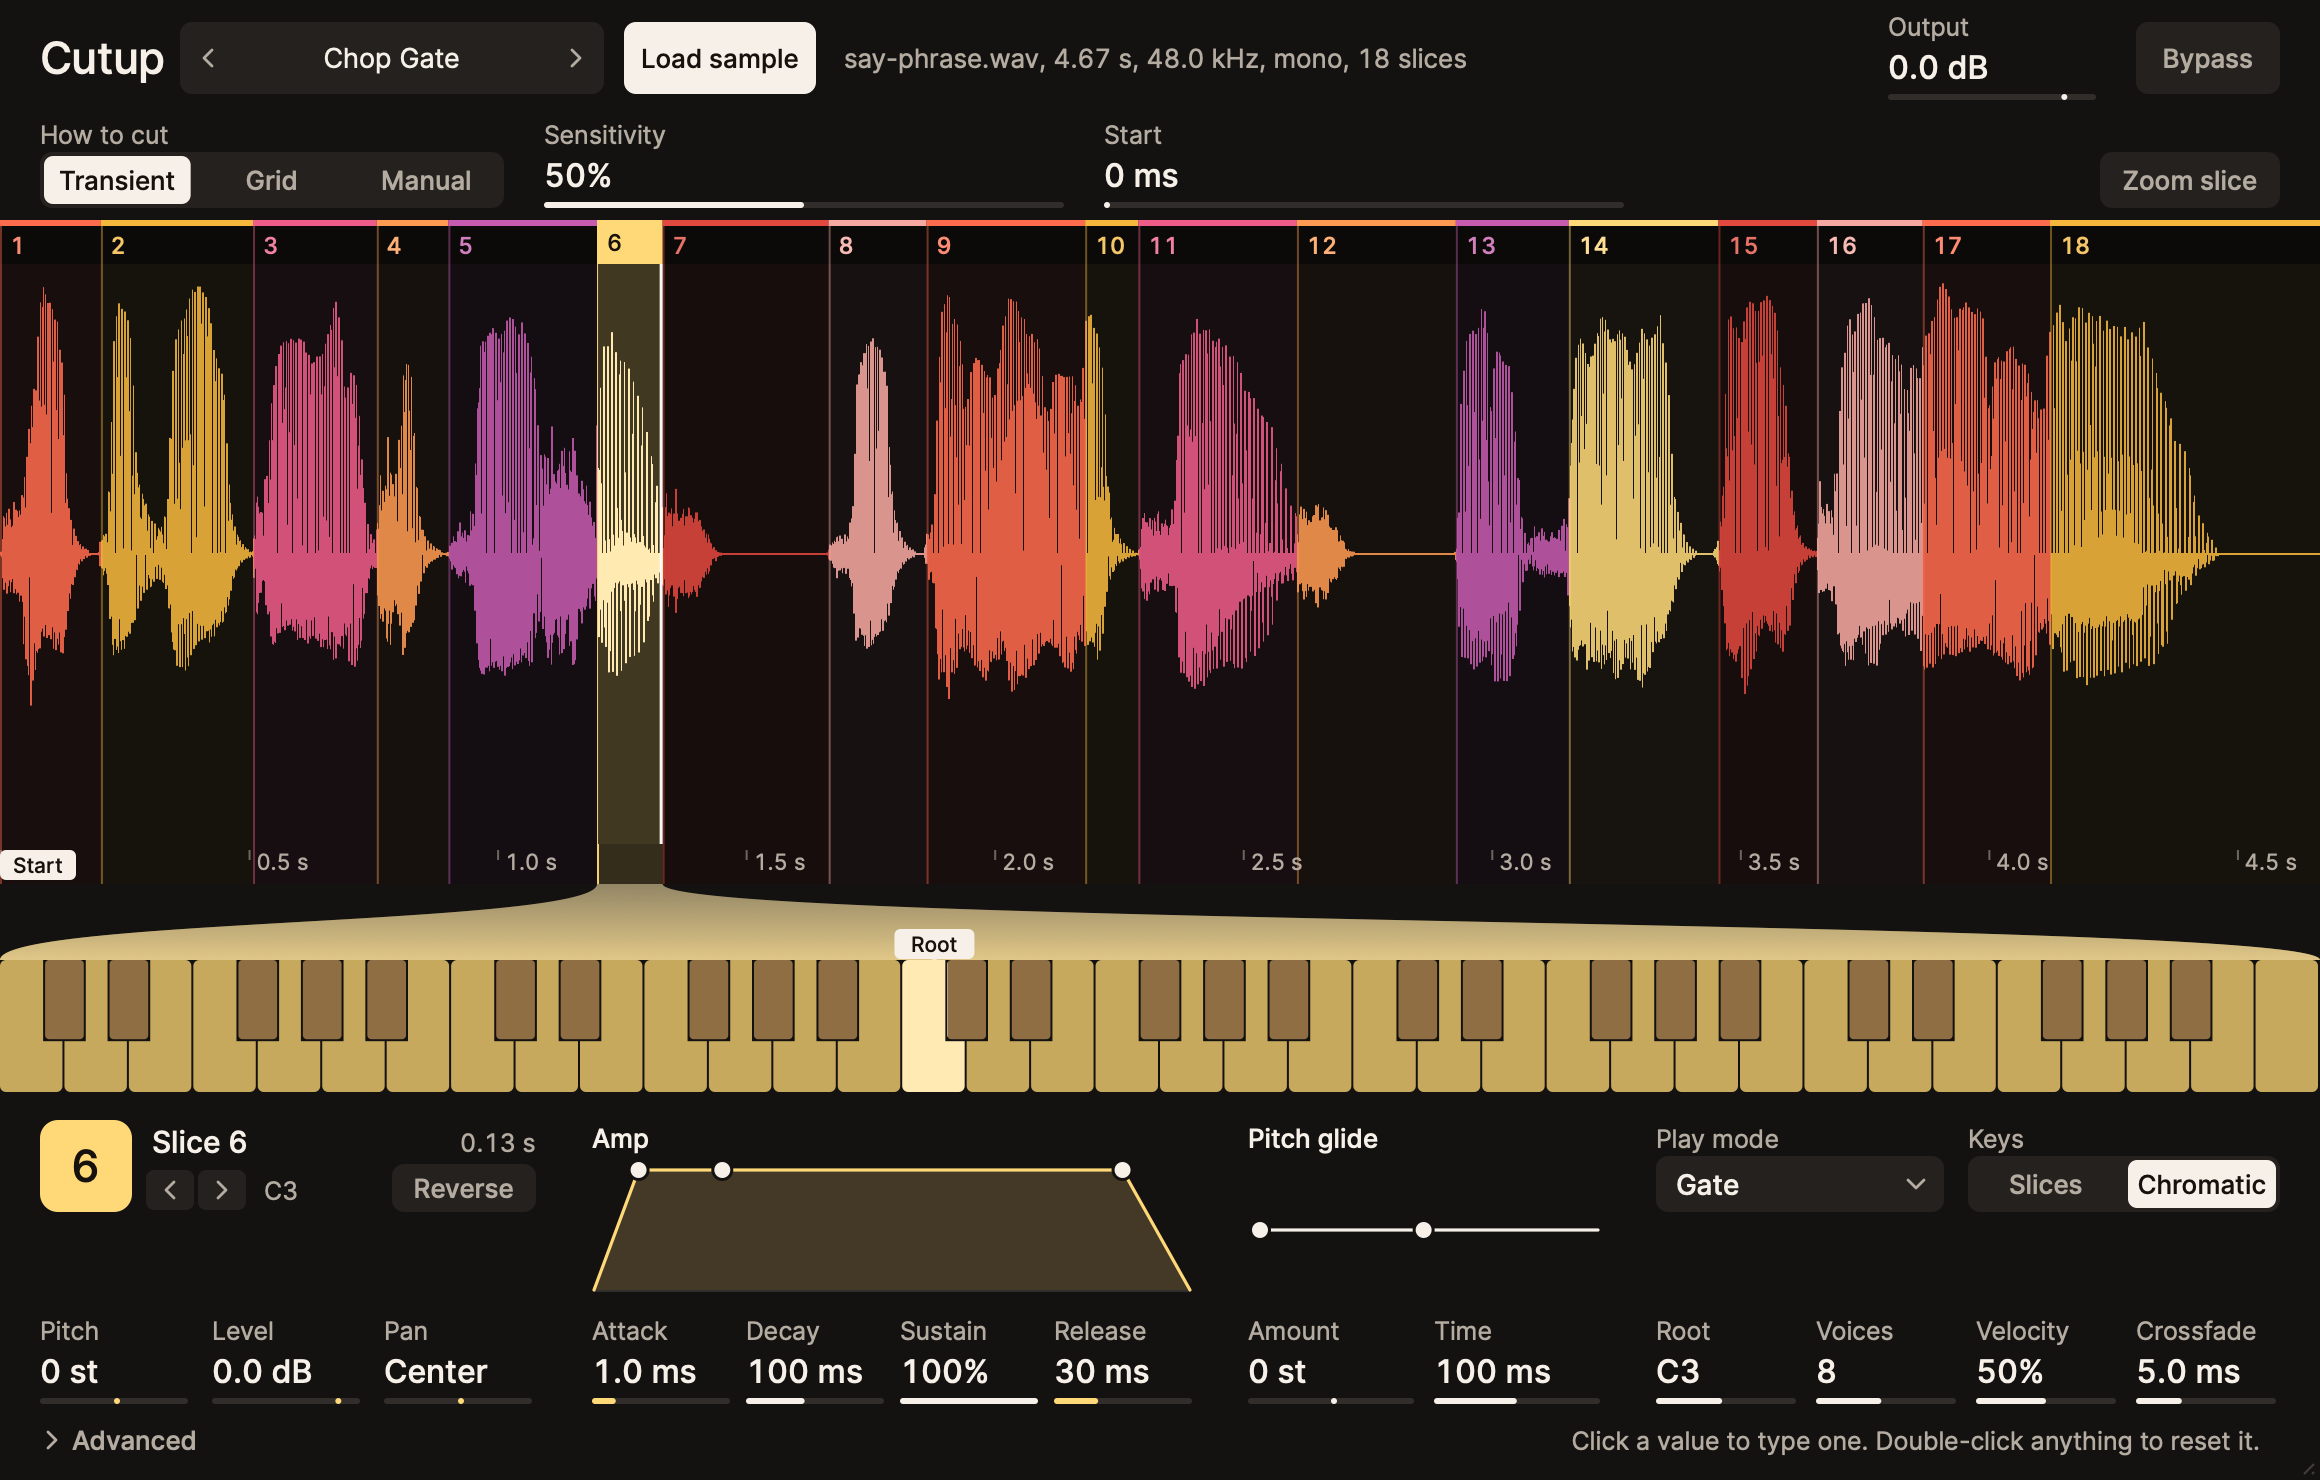 Cutup
Chop Gate
Load sample
say-phrase.wav, 4.67 s, 48.0 kHz, mono, 18 slices
Output
0.0 dB
Bypass
How to cut
Transient Grid Manual
Sensitivity
50%
Start
0 ms
Zoom slice
1 2 3 4 5 6 7 8 9 10 11 12 13 14 15 16 17 18
Start 0.5 s 1.0 s 1.5 s 2.0 s 2.5 s 3.0 s 3.5 s 4.0 s 4.5 s
Root
6
Slice 6
0.13 s
C3
Reverse
Amp
Pitch glide
Play mode
Gate
Keys
Slices Chromatic
Pitch Level Pan Attack Decay Sustain Release Amount Time Root Voices Velocity Crossfade
0 st 0.0 dB Center 1.0 ms 100 ms 100% 30 ms 0 st 100 ms C3 8 50% 5.0 ms
Advanced
Click a value to type one. Double-click anything to reset it.